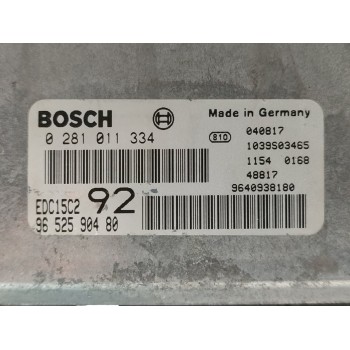 BOSCH
0 281 011 334
EDC15C2 92
96 525 904 80
Made in Germany
810 040817
1039S03465
1154 0168
48817
9640938180